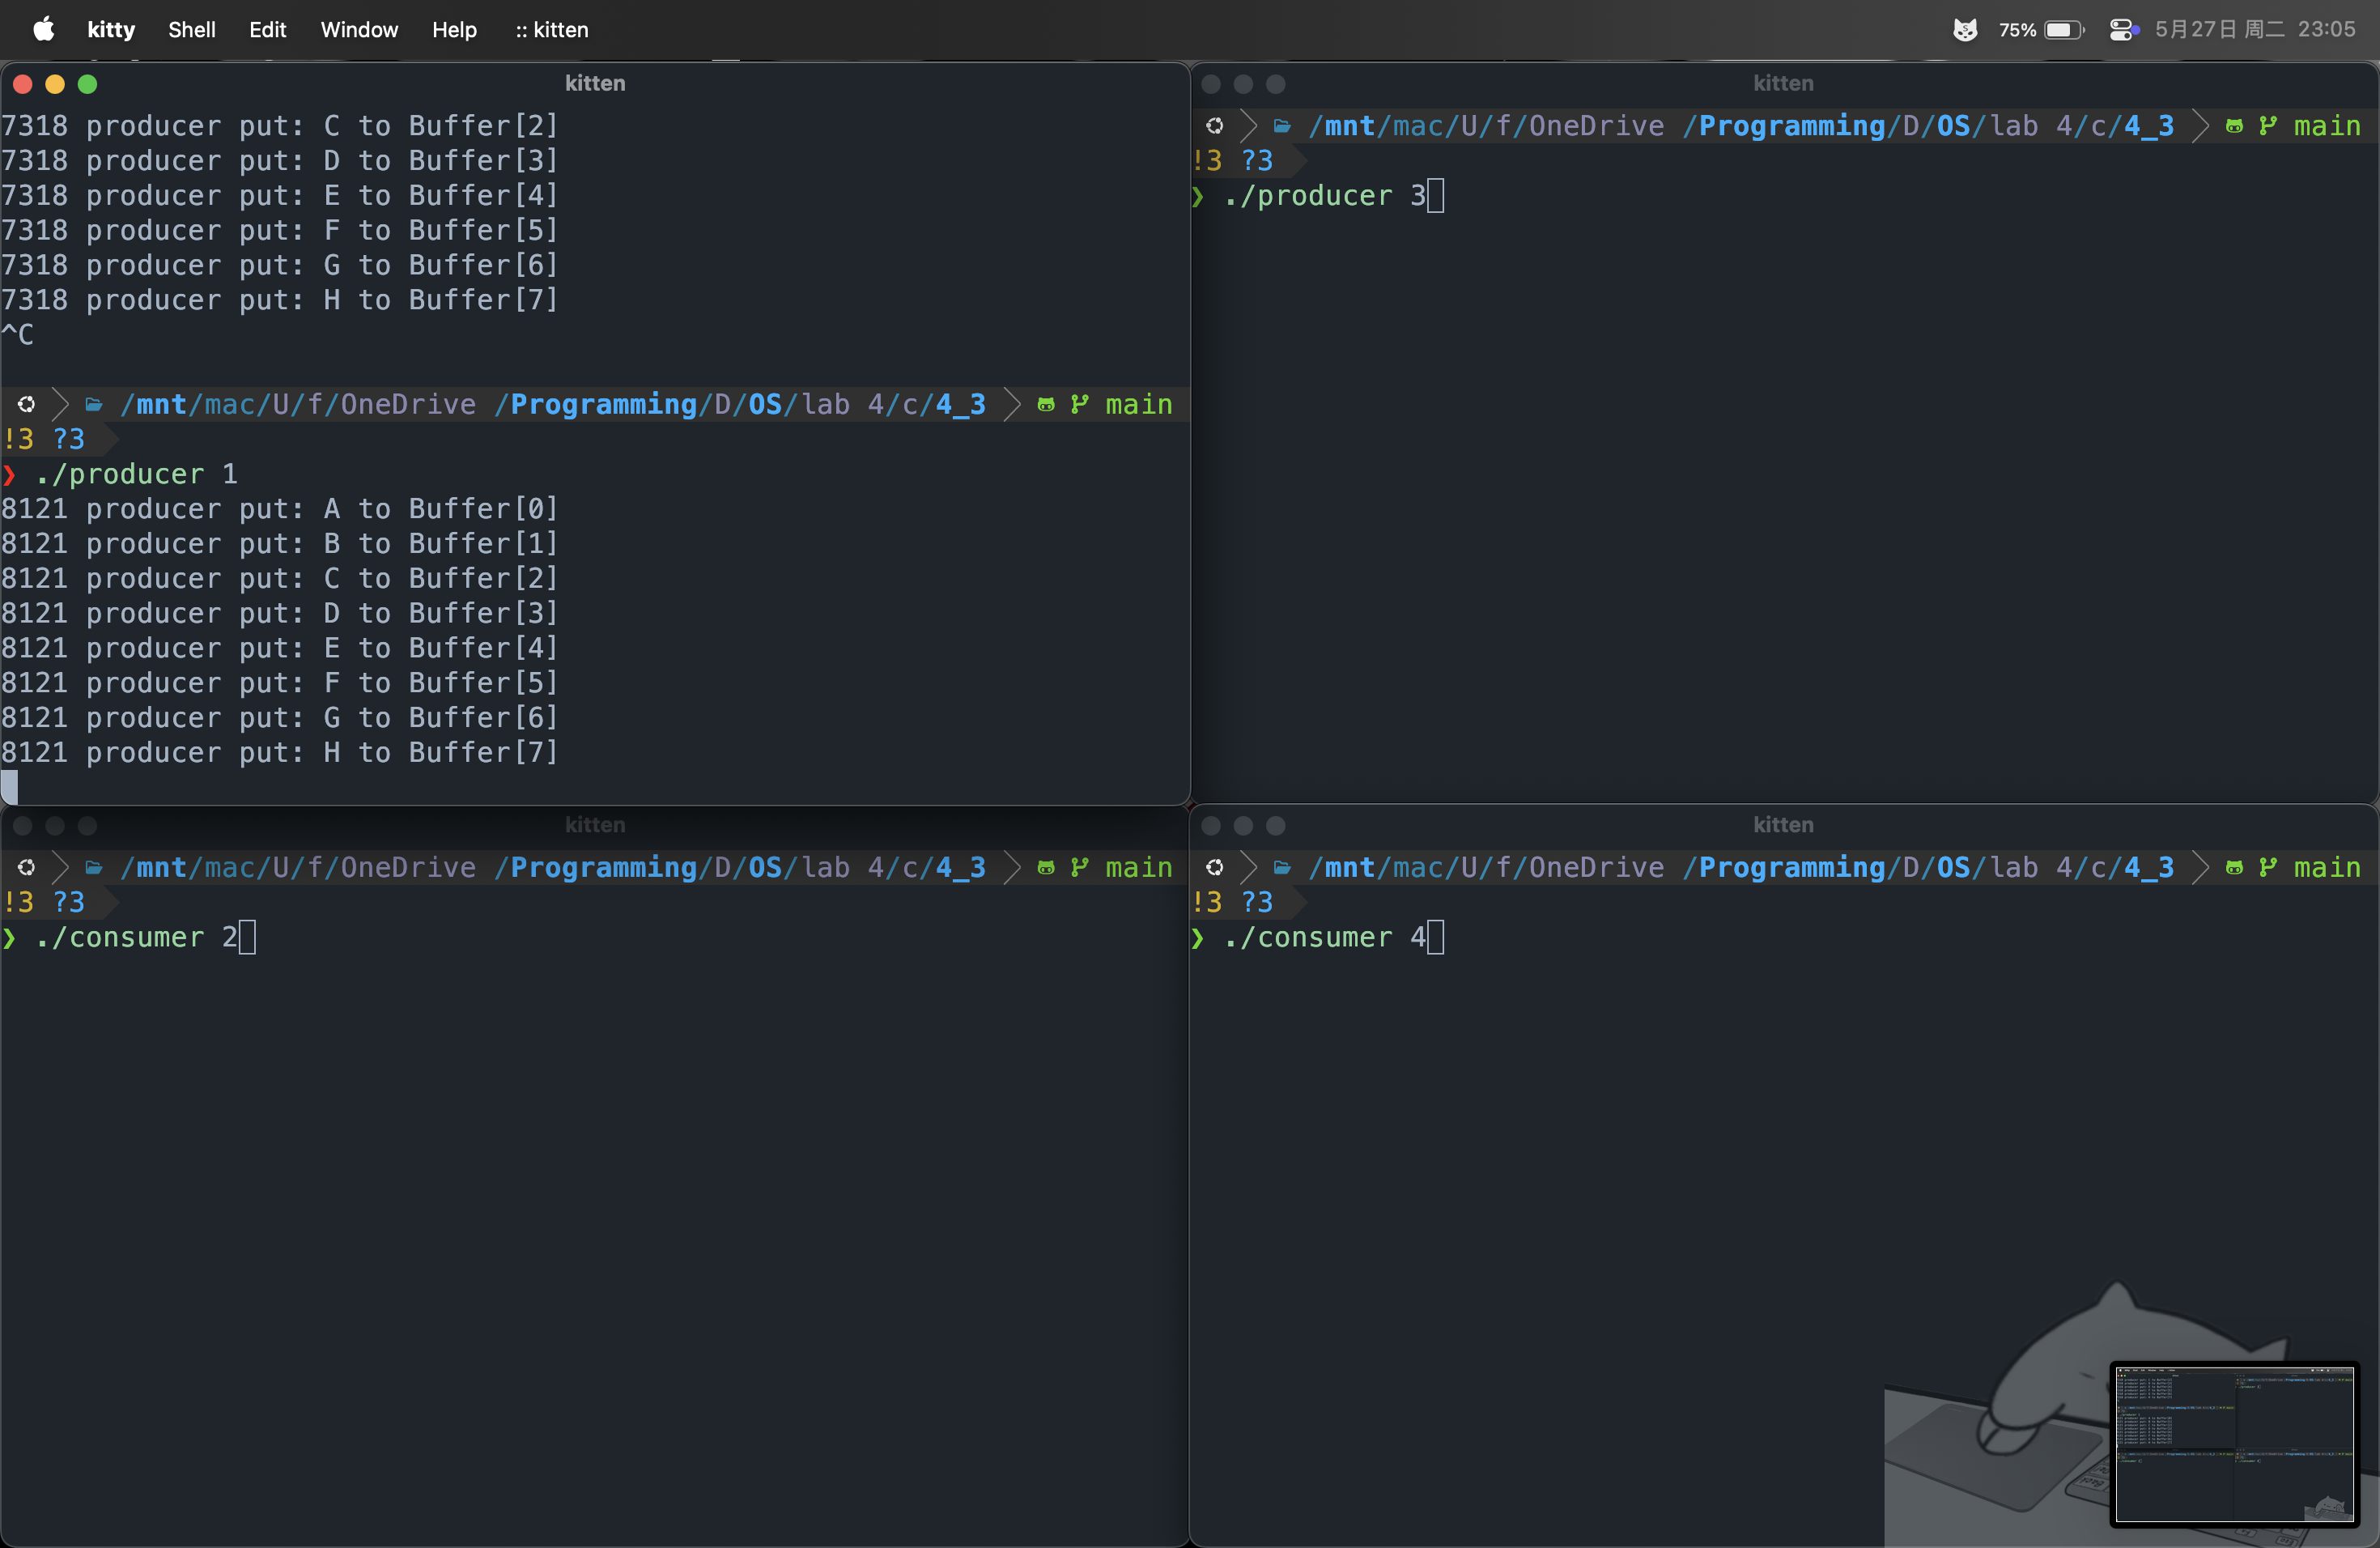 kitty Shell Edit Window Help :: kitten 75% 5月27日 周二 23:05
kitten
7318 producer put: C to Buffer[2]
7318 producer put: D to Buffer[3]
7318 producer put: E to Buffer[4]
7318 producer put: F to Buffer[5]
7318 producer put: G to Buffer[6]
7318 producer put: H to Buffer[7]
^C
/mnt/mac/U/f/OneDrive /Programming/D/OS/lab 4/c/4_3 main
!3 ?3
❯ ./producer 1
8121 producer put: A to Buffer[0]
8121 producer put: B to Buffer[1]
8121 producer put: C to Buffer[2]
8121 producer put: D to Buffer[3]
8121 producer put: E to Buffer[4]
8121 producer put: F to Buffer[5]
8121 producer put: G to Buffer[6]
8121 producer put: H to Buffer[7]
kitten
/mnt/mac/U/f/OneDrive /Programming/D/OS/lab 4/c/4_3 main
!3 ?3
❯ ./producer 3
kitten
/mnt/mac/U/f/OneDrive /Programming/D/OS/lab 4/c/4_3 main
!3 ?3
❯ ./consumer 2
kitten
/mnt/mac/U/f/OneDrive /Programming/D/OS/lab 4/c/4_3 main
!3 ?3
❯ ./consumer 4